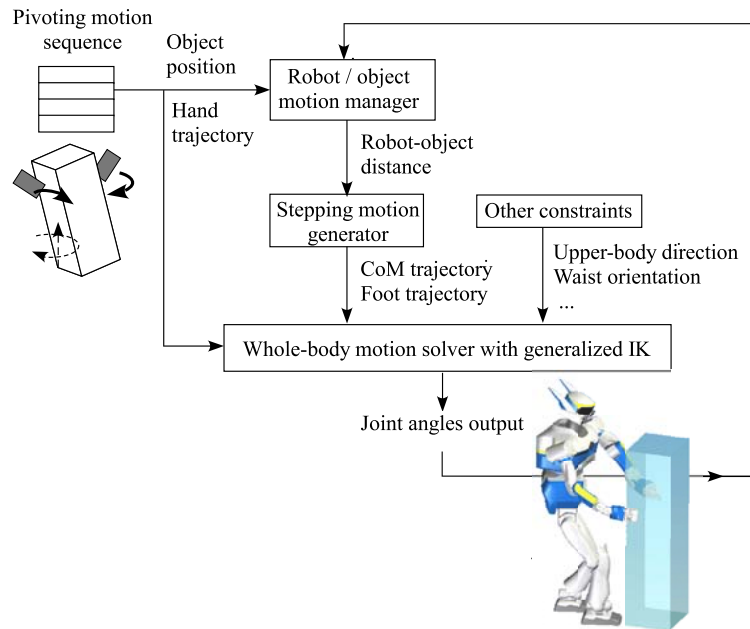 Pivoting motion
sequence
Object
position
Hand
trajectory
Robot / object
motion manager
Robot-object
distance
Stepping motion
generator
Other constraints
CoM trajectory
Foot trajectory
Upper-body direction
Waist orientation
...
Whole-body motion solver with generalized IK
Joint angles output